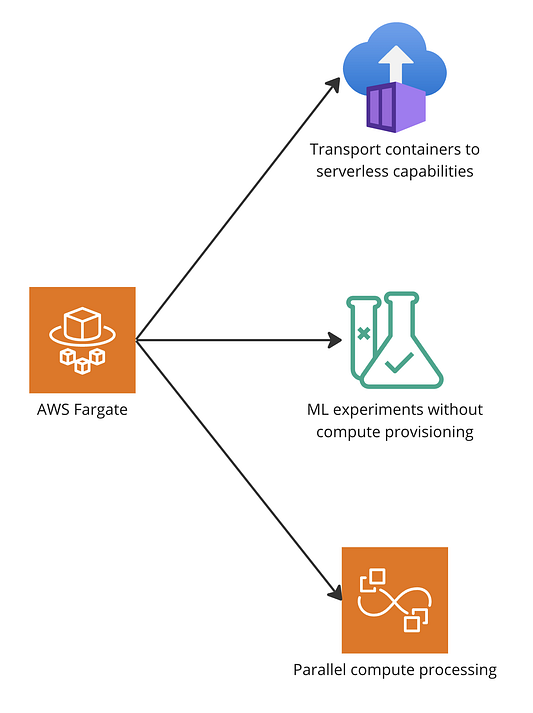 Transport containers to
serverless capabilities
AWS Fargate
ML experiments without
compute provisioning
Parallel compute processing